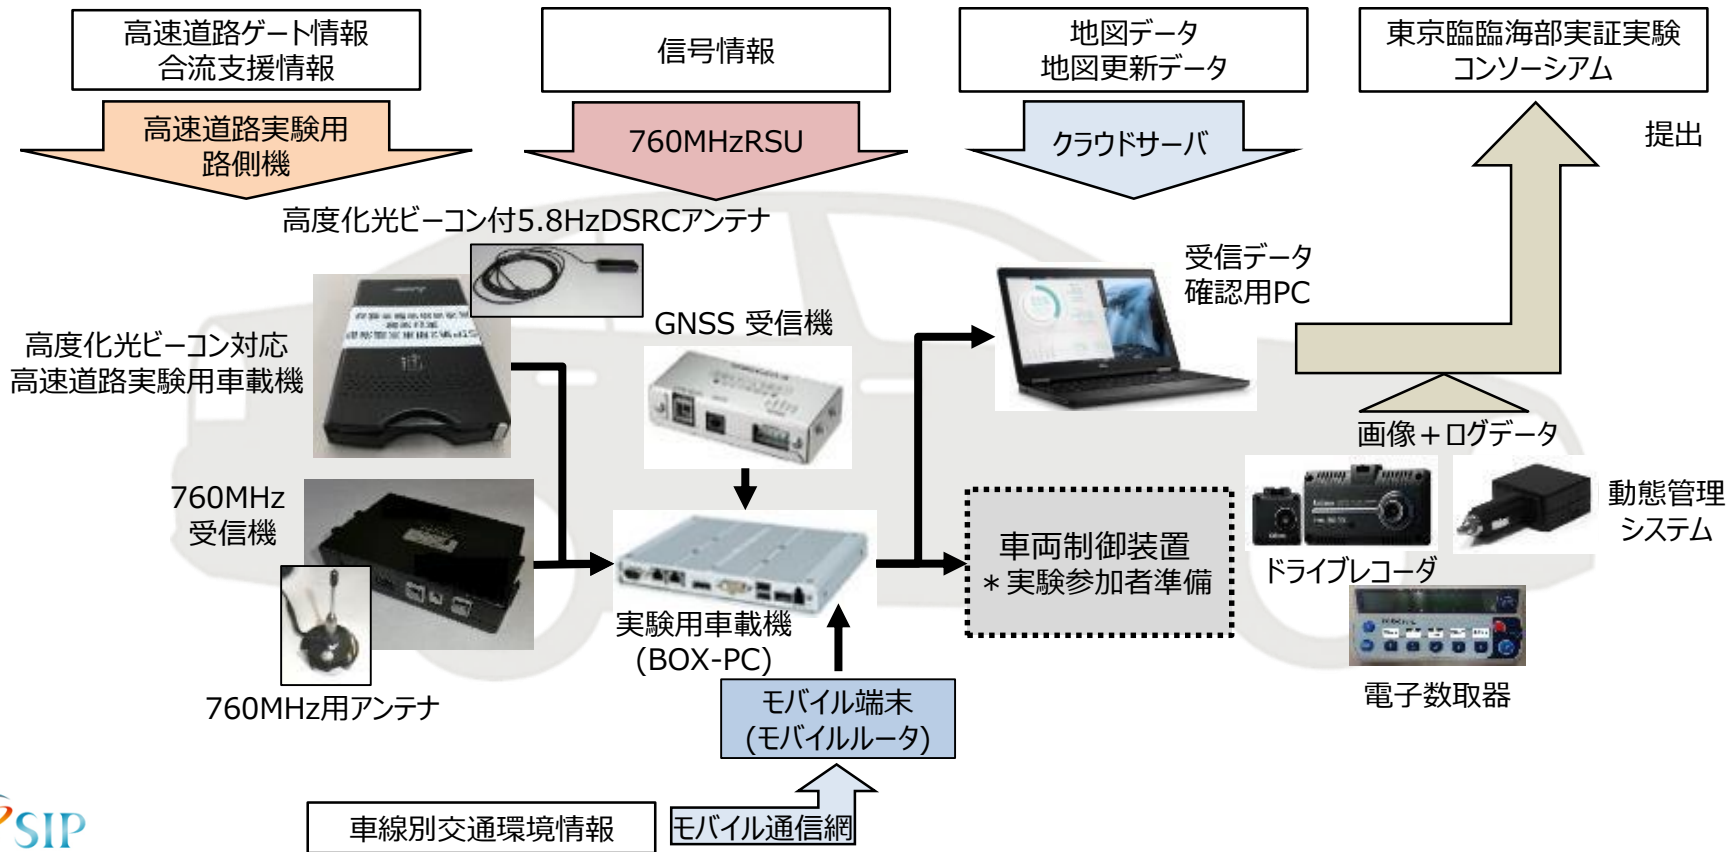 高速道路ゲート情報
合流支援情報
信号情報
地図データ
地図更新データ
東京臨臨海部実証実験
コンソーシアム
高速道路実験用
路側機
760MHzRSU
クラウドサーバ
提出
高度化光ビーコン付5.8HzDSRCアンテナ
受信データ
確認用PC
GNSS 受信機
高度化光ビーコン対応
高速道路実験用車載機
画像+ログデータ
760MHz
受信機
動態管理
システム
車両制御装置
*実験参加者準備
ドライブレコーダ
実験用車載機
(BOX-PC)
760MHz用アンテナ
モバイル端末
(モバイルルータ)
電子数取器
車線別交通環境情報
モバイル通信網
SIP